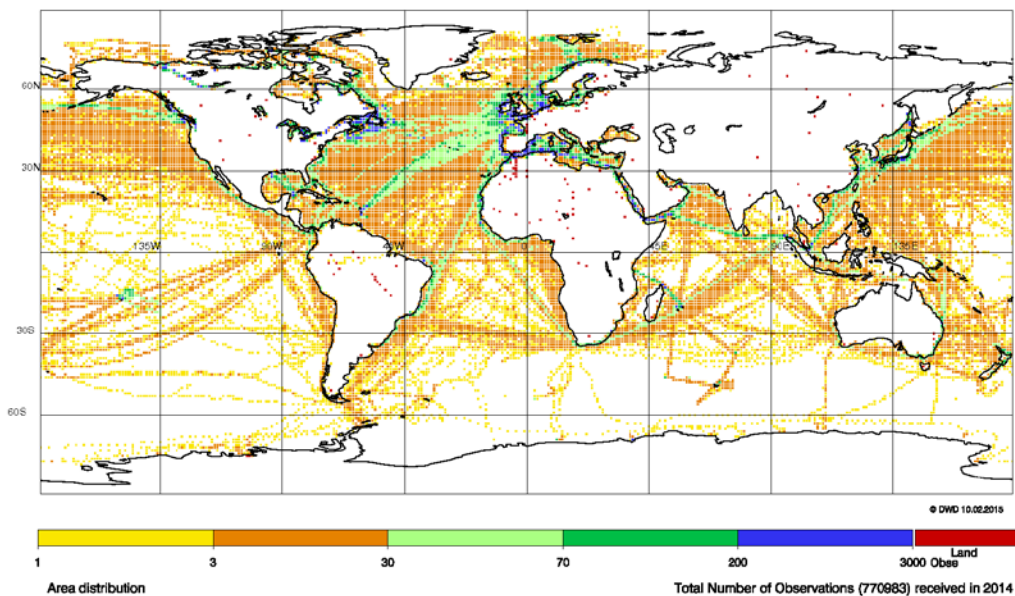 60N
30N
135W 90W 45W 0 45E 90E 135E
30S
60S
© DWD 10.02.2015
1 3 30 70 200 3000 Obse Land
Area distribution Total Number of Observations (770983) received in 2014